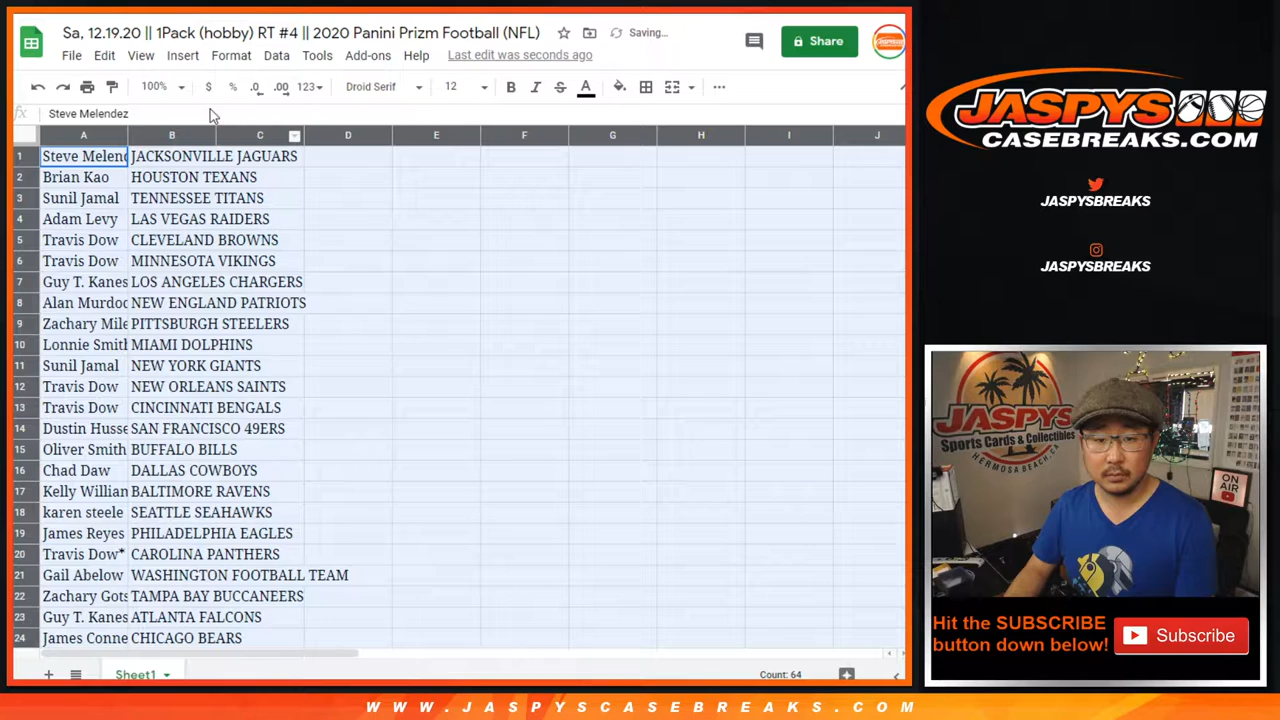 Sa, 12.19.20 || 1Pack (hobby) RT #4 || 2020 Panini Prizm Football (NFL)
Saving…
Share
File Edit View Insert Format Data Tools Add-ons Help Last edit was seconds ago
100% $ % .0 .00 123 Droid Serif 12 B I S A
fx Steve Melendez
A B C D E F G H I J
1 Steve Melend JACKSONVILLE JAGUARS
2 Brian Kao HOUSTON TEXANS
3 Sunil Jamal TENNESSEE TITANS
4 Adam Levy LAS VEGAS RAIDERS
5 Travis Dow CLEVELAND BROWNS
6 Travis Dow MINNESOTA VIKINGS
7 Guy T. Kanes LOS ANGELES CHARGERS
8 Alan Murdoc NEW ENGLAND PATRIOTS
9 Zachary Mile PITTSBURGH STEELERS
10 Lonnie Smith MIAMI DOLPHINS
11 Sunil Jamal NEW YORK GIANTS
12 Travis Dow NEW ORLEANS SAINTS
13 Travis Dow CINCINNATI BENGALS
14 Dustin Husse SAN FRANCISCO 49ERS
15 Oliver Smith BUFFALO BILLS
16 Chad Daw DALLAS COWBOYS
17 Kelly William BALTIMORE RAVENS
18 karen steele SEATTLE SEAHAWKS
19 James Reyes PHILADELPHIA EAGLES
20 Travis Dow* CAROLINA PANTHERS
21 Gail Abelow WASHINGTON FOOTBALL TEAM
22 Zachary Gots TAMPA BAY BUCCANEERS
23 Guy T. Kanes ATLANTA FALCONS
24 James Conne CHICAGO BEARS
Sheet1
Count: 64
JASPYS
CASEBREAKS.COM
JASPYSBREAKS
JASPYSBREAKS
JASPYS
Sports Cards & Collectibles
HERMOSA BEACH, CA
ON AIR
Hit the SUBSCRIBE
button down below!
Subscribe
WWW.JASPYSCASEBREAKS.COM